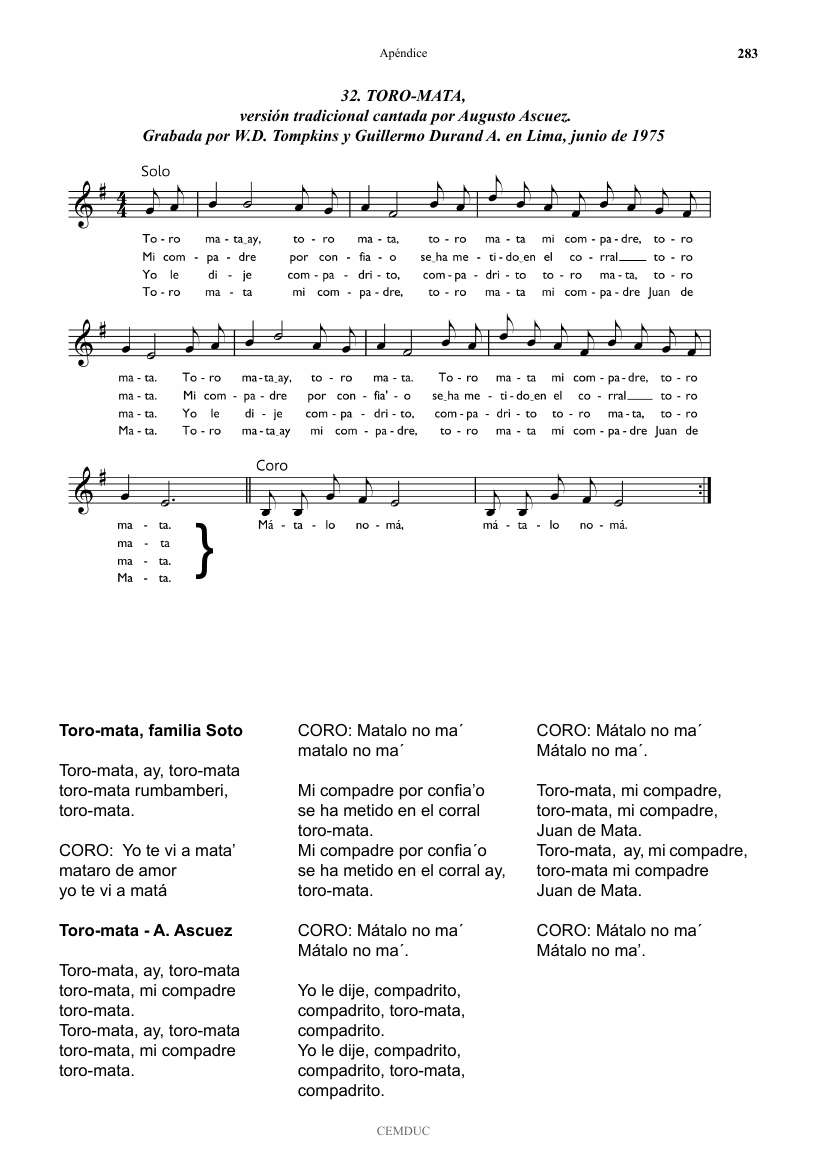 Apéndice
283
32. TORO-MATA,
versión tradicional cantada por Augusto Ascuez.
Grabada por W.D. Tompkins y Guillermo Durand A. en Lima, junio de 1975
Solo
To - ro ma - ta_ay, to - ro ma - ta, to - ro ma - ta mi com - pa - dre, to - ro
Mi com - pa - dre por con - fia - o se_ha me - ti - do_en el co - rral____ to - ro
Yo le di - je com - pa - dri - to, com - pa - dri - to to - ro ma - ta, to - ro
To - ro ma - ta mi com - pa - dre, to - ro ma - ta mi com - pa - dre Juan de
ma - ta. To - ro ma - ta_ay, to - ro ma - ta. To - ro ma - ta mi com - pa - dre, to - ro
ma - ta. Mi com - pa - dre por con - fia' - o se_ha me - ti - do_en el co - rral____ to - ro
ma - ta. Yo le di - je com - pa - dri - to, com - pa - dri - to to - ro ma - ta, to - ro
Ma - ta. To - ro ma - ta_ay mi com - pa - dre, to - ro ma - ta mi com - pa - dre Juan de
Coro
ma - ta. Má - ta - lo no - má, má - ta - lo no - má.
ma - ta
ma - ta.
Ma - ta.
Toro-mata, familia Soto
Toro-mata, ay, toro-mata
toro-mata rumbamberi,
toro-mata.
CORO: Yo te vi a mata’
mataro de amor
yo te vi a matá
Toro-mata - A. Ascuez
Toro-mata, ay, toro-mata
toro-mata, mi compadre
toro-mata.
Toro-mata, ay, toro-mata
toro-mata, mi compadre
toro-mata.
CORO: Matalo no ma´
matalo no ma´
Mi compadre por confia’o
se ha metido en el corral
toro-mata.
Mi compadre por confia´o
se ha metido en el corral ay,
toro-mata.
CORO: Mátalo no ma´
Mátalo no ma´.
Yo le dije, compadrito,
compadrito, toro-mata,
compadrito.
Yo le dije, compadrito,
compadrito, toro-mata,
compadrito.
CORO: Mátalo no ma´
Mátalo no ma´.
Toro-mata, mi compadre,
toro-mata, mi compadre,
Juan de Mata.
Toro-mata, ay, mi compadre,
toro-mata mi compadre
Juan de Mata.
CORO: Mátalo no ma´
Mátalo no ma’.
CEMDUC